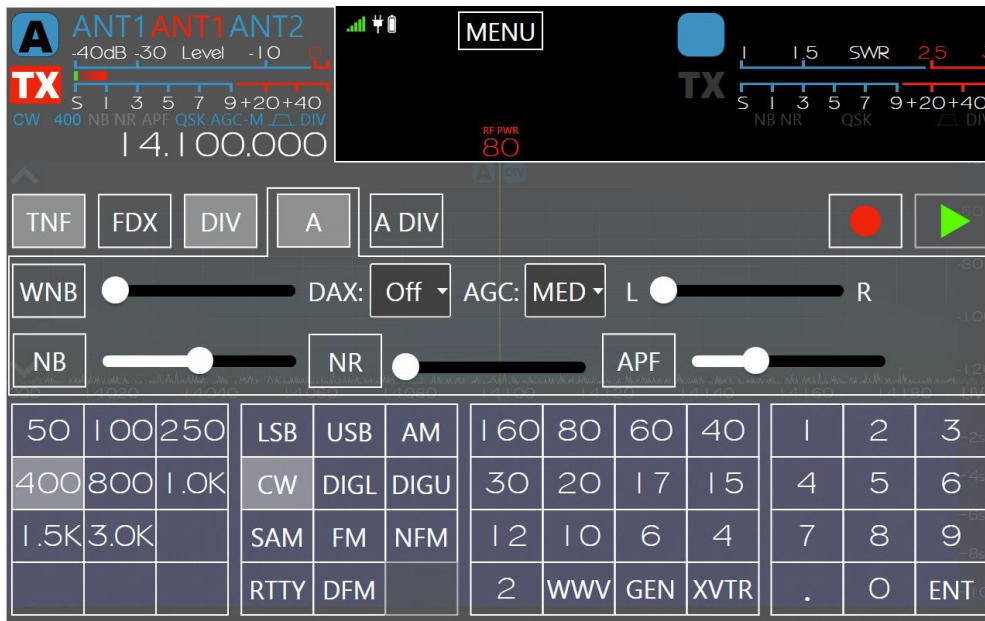 A ANT1 ANT1 ANT2
-40dB -30 Level -10 0
TX
S 1 3 5 7 9 +20 +40
CW 400 NB NR APF QSK AGC-M DIV
14.100.000
MENU
RF PWR
80
1 1.5 SWR 2.5
TX
S 1 3 5 7 9 +20 +40
NB NR QSK DIV
A DIV
TNF FDX DIV A A DIV
WNB DAX: Off AGC: MED L R
NB NR APF
50 100 250
400 800 1.0K
1.5K 3.0K
LSB USB AM
CW DIGL DIGU
SAM FM NFM
RTTY DFM
160 80 60 40
30 20 17 15
12 10 6 4
2 WWV GEN XVTR
1 2 3
4 5 6
7 8 9
. 0 ENT